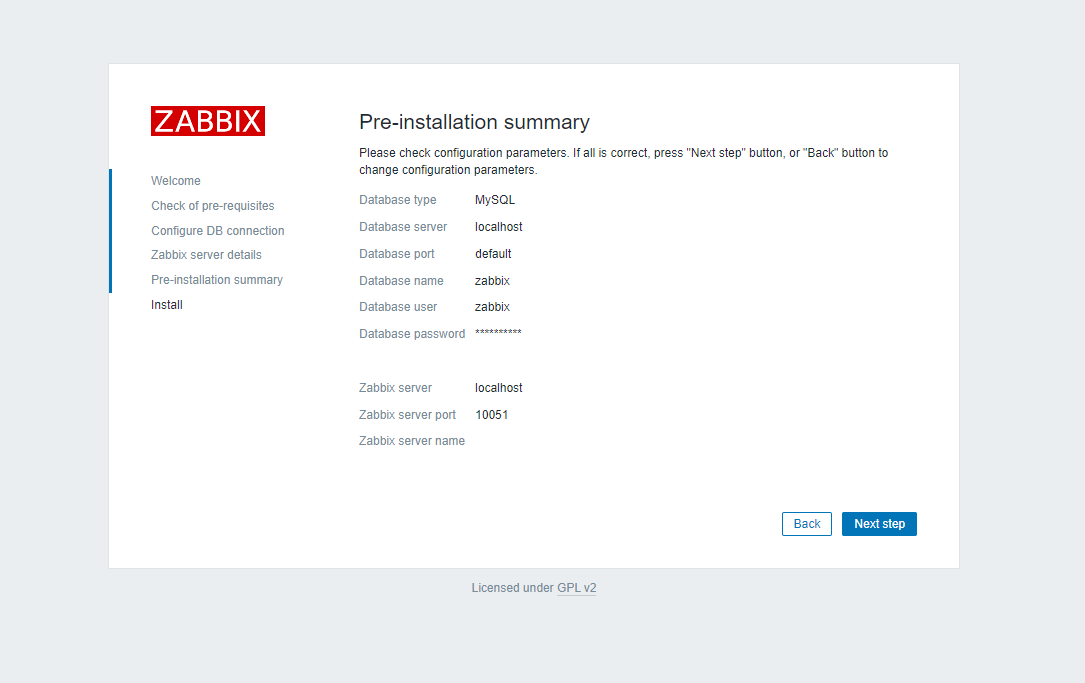 ZABBIX
Welcome
Check of pre-requisites
Configure DB connection
Zabbix server details
Pre-installation summary
Install
Pre-installation summary
Please check configuration parameters. If all is correct, press "Next step" button, or "Back" button to
change configuration parameters.
Database type MySQL
Database server localhost
Database port default
Database name zabbix
Database user zabbix
Database password **********
Zabbix server localhost
Zabbix server port 10051
Zabbix server name
Back Next step
Licensed under GPL v2